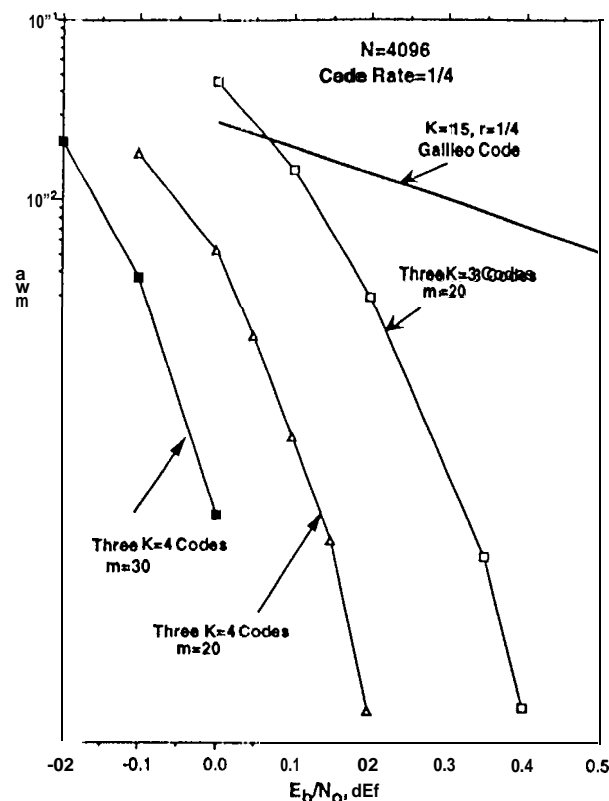 10"1
N=4096
Code Rate=1/4
K=15, r=1/4
Galileo Code
10"2
a
w
m
Three K=3 Codes
m=20
Three K=4 Codes
m=30
Three K=4 Codes
m=20
-02 -0.1 0.0 0.1 02 0.3 0.4 0.5
Eb/No, dEf